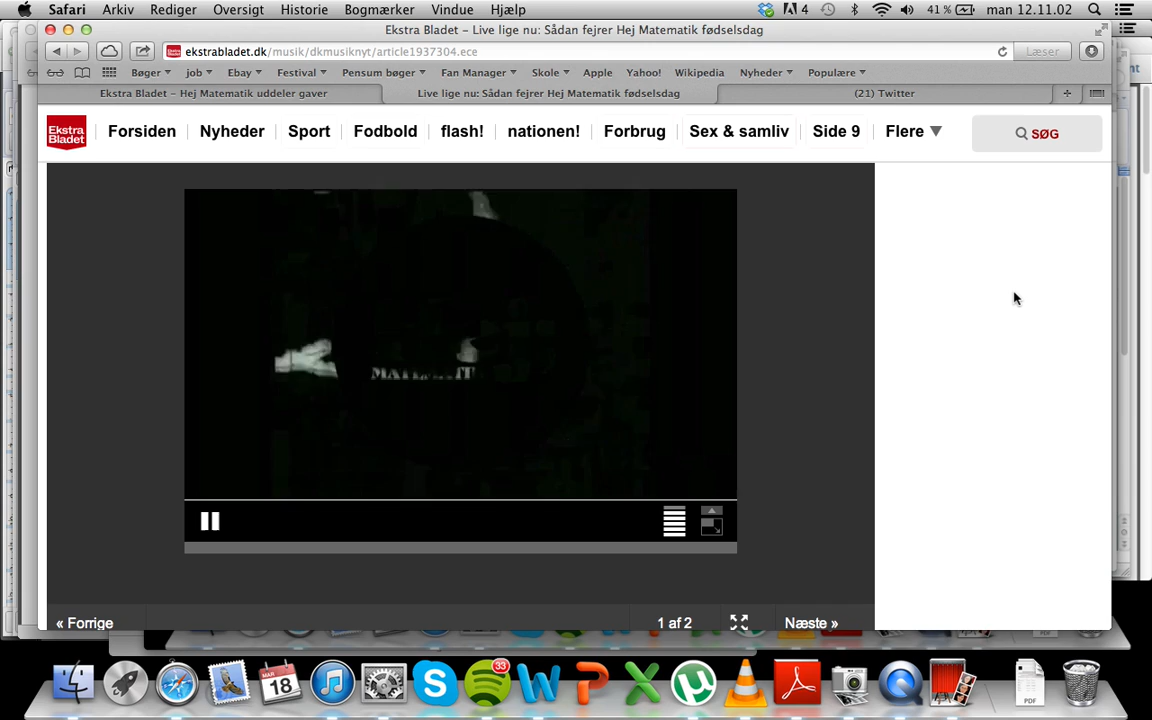 Safari Arkiv Rediger Oversigt Historie Bogmærker Vindue Hjælp 4 41% man 12.11.02
Ekstra Bladet – Live lige nu: Sådan fejrer Hej Matematik fødselsdag
ekstrabladet.dk/musik/dkmusiknyt/article1937304.ece Læser
Bøger job Ebay Festival Pensum bøger Fan Manager Skole Apple Yahoo! Wikipedia Nyheder Populære
Ekstra Bladet – Hej Matematik uddeler gaver Live lige nu: Sådan fejrer Hej Matematik fødselsdag (21) Twitter
Ekstra Bladet Forsiden Nyheder Sport Fodbold flash! nationen! Forbrug Sex & samliv Side 9 Flere SØG
« Forrige 1 af 2 Næste »
MAR 18 33 PDF